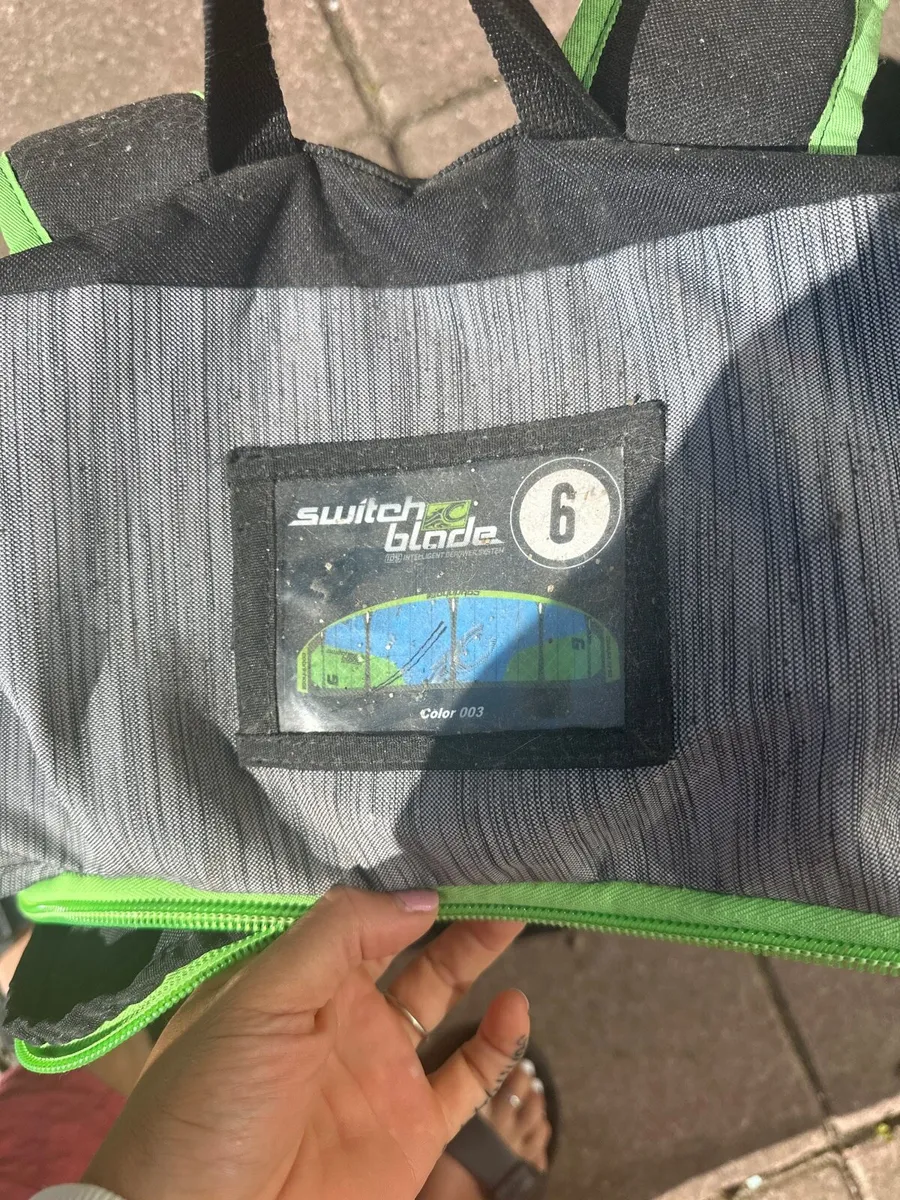 switch
blade
IDS INTELLIGENT DEPOWER SYSTEM
6
Color 003